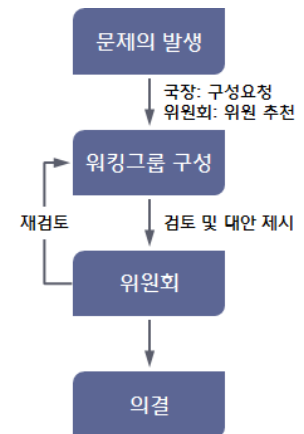 문제의 발생
국장: 구성요청
위원회: 위원 추천
워킹그룹 구성
재검토
검토 및 대안 제시
위원회
의결